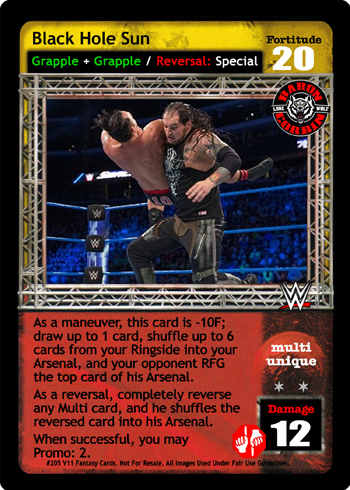 Black Hole Sun
Fortitude
20
Grapple + Grapple / Reversal: Special
BARON
LONE WOLF
CORBIN
W
As a maneuver, this card is -10F;
draw up to 1 card, shuffle up to 6
cards from your Ringside into your
Arsenal, and your opponent RFG
the top card of his Arsenal.
As a reversal, completely reverse
any Multi card, and he shuffles the
reversed card into his Arsenal.
When successful, you may
Promo: 2.
multi
unique
Damage
12
#205 V11 Fantasy Cards. Not For Resale. All Images Used Under Fair Use Guidelines.